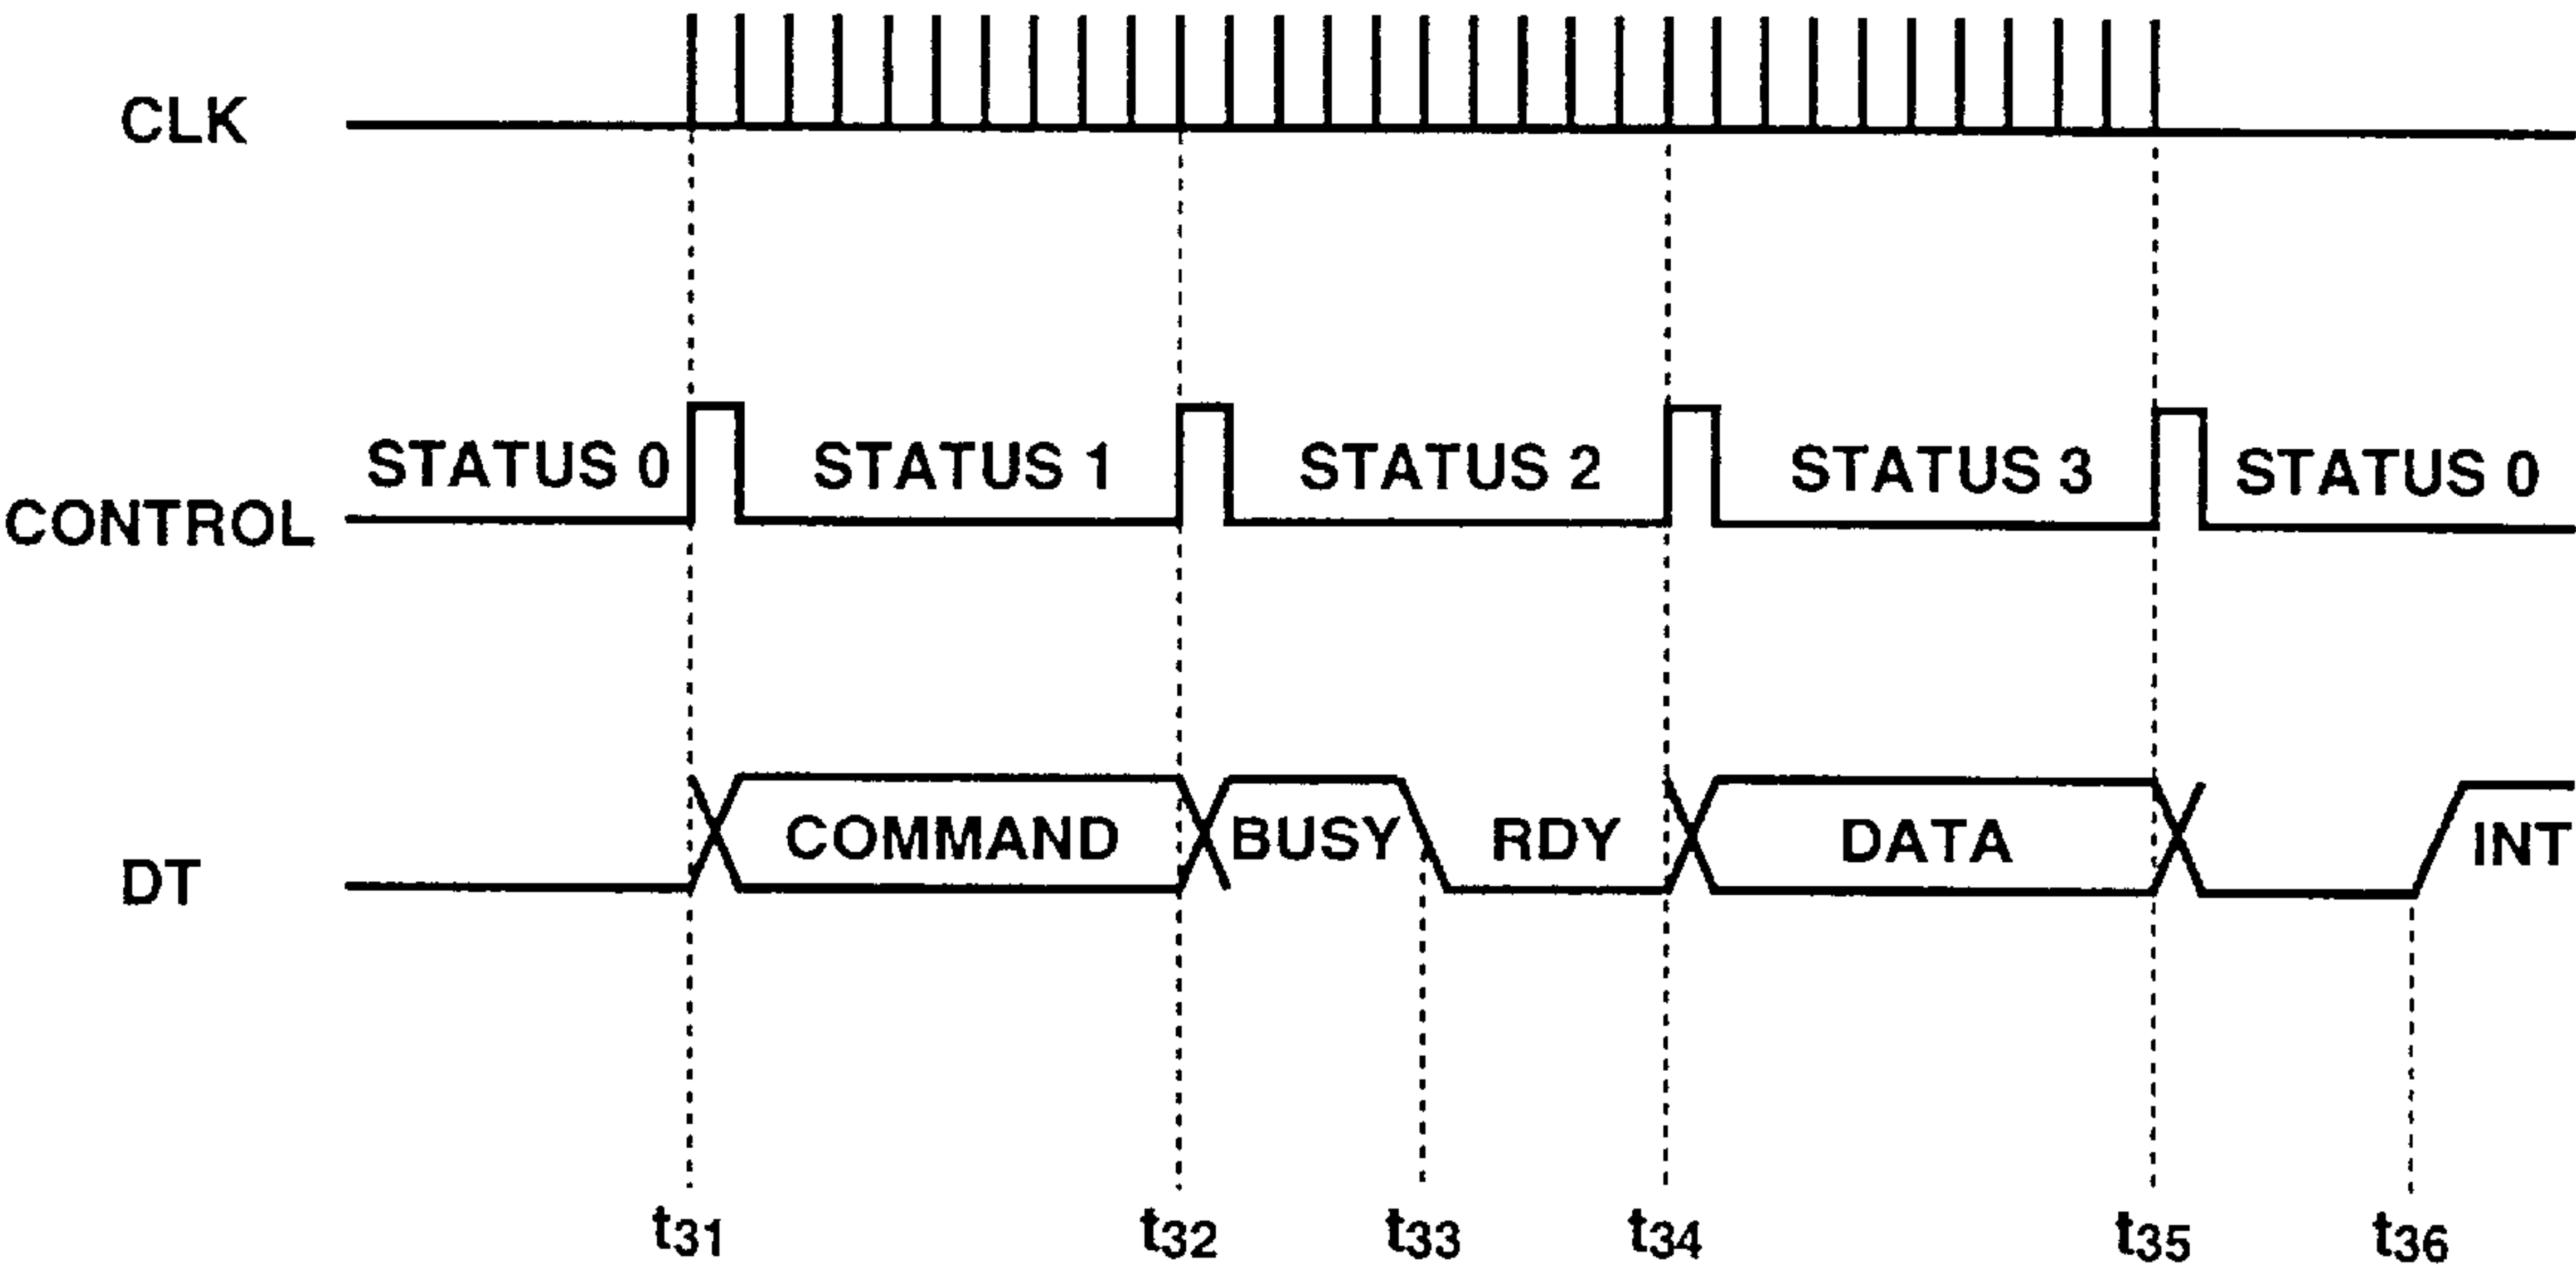 CLK
STATUS 0 STATUS 1 STATUS 2 STATUS 3 STATUS 0
CONTROL
COMMAND BUSY RDY DATA INT
DT
t31 t32 t33 t34 t35 t36